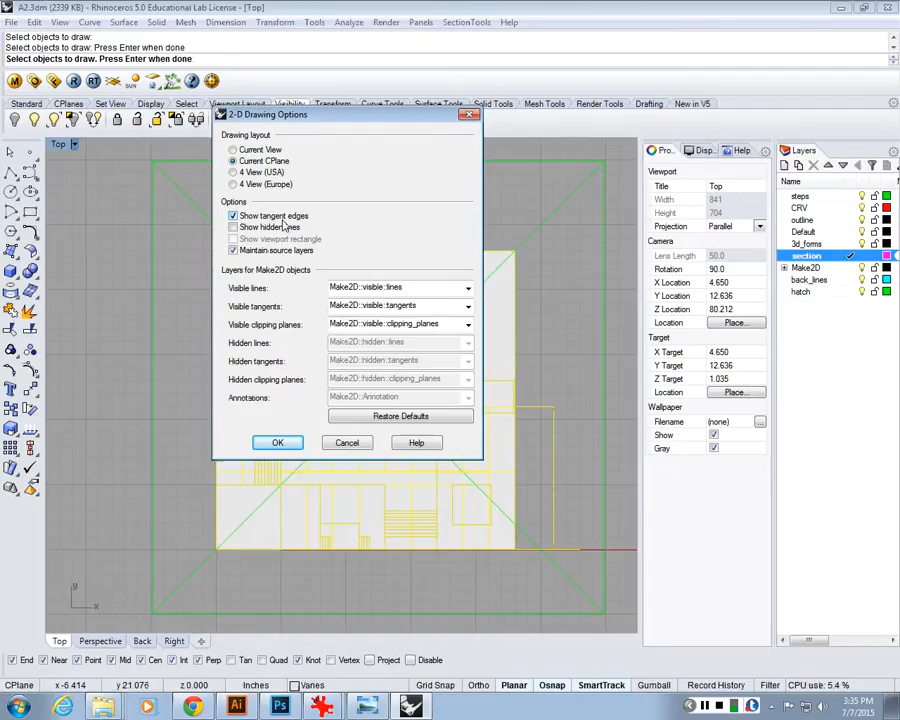 A2.3dm (2339 KB) - Rhinoceros 5.0 Educational Lab License - [Top]
File Edit View Curve Surface Solid Mesh Dimension Transform Tools Analyze Render Panels SectionTools Help
Select objects to draw:
Select objects to draw: Press Enter when done
Select objects to draw. Press Enter when done
Standard CPlanes Set View Display Select Viewport Layout Visibility Transform Curve Tools Surface Tools Solid Tools Mesh Tools Render Tools Drafting New in V5
Top
2-D Drawing Options
Drawing layout
Current View
Current CPlane
4 View (USA)
4 View (Europe)
Options
Show tangent edges
Show hidden lines
Show viewport rectangle
Maintain source layers
Layers for Make2D objects
Visible lines: Make2D::visible::lines
Visible tangents: Make2D::visible::tangents
Visible clipping planes: Make2D::visible::clipping_planes
Hidden lines: Make2D::hidden::lines
Hidden tangents: Make2D::hidden::tangents
Hidden clipping planes: Make2D::hidden::clipping_planes
Annotations: Make2D::Annotation
Restore Defaults
OK Cancel Help
Pro... Disp... Help
Viewport
Title Top
Width 841
Height 704
Projection Parallel
Camera
Lens Length 50.0
Rotation 90.0
X Location 4.650
Y Location 12.636
Z Location 80.212
Location Place...
Target
X Target 4.650
Y Target 12.636
Z Target 1.035
Location Place...
Wallpaper
Filename (none) ...
Show
Gray
Layers
Name
steps
CRV
outline
Default
3d_forms
section
Make2D
back_lines
hatch
y
x
Top Perspective Back Right
End Near Point Mid Cen Int Perp Tan Quad Knot Vertex Project Disable
CPlane x -6.414 y 21.076 z 0.000 Inches Varies Grid Snap Ortho Planar Osnap SmartTrack Gumball Record History Filter CPU use: 5.4 %
3:35 PM
7/7/2015